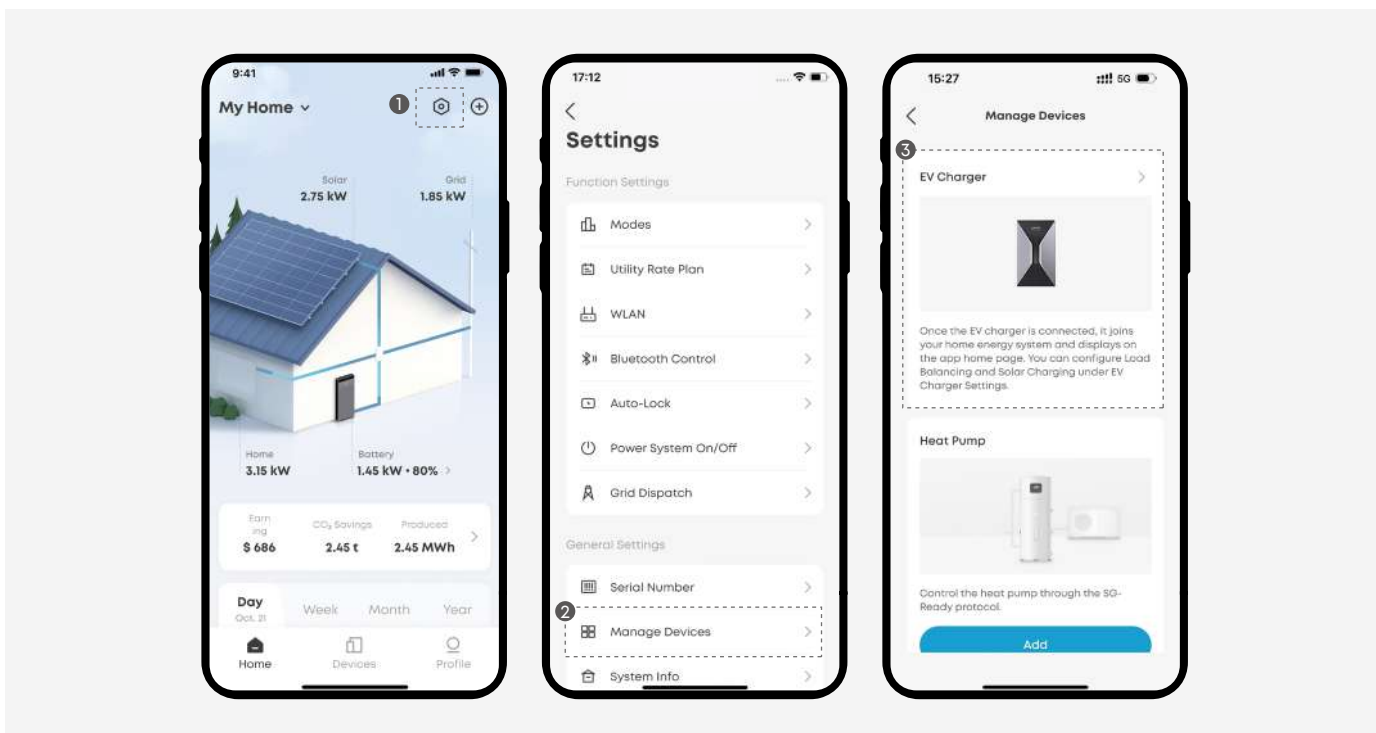 9:41
My Home
1
Solar
2.75 kW
Grid
1.85 kW
Home
3.15 kW
Battery
1.45 kW • 80%
Earn
ing
$ 686
CO₂ Savings
2.45 t
Produced
2.45 MWh
Day
Oct. 21
Week
Month
Year
Home
Devices
Profile
17:12
Settings
Function Settings
Modes
Utility Rate Plan
WLAN
Bluetooth Control
Auto-Lock
Power System On/Off
Grid Dispatch
General Settings
Serial Number
2
Manage Devices
System Info
15:27
5G
Manage Devices
3
EV Charger
Once the EV charger is connected, it joins
your home energy system and displays on
the app home page. You can configure Load
Balancing and Solar Charging under EV
Charger Settings.
Heat Pump
Control the heat pump through the SG-
Ready protocol.
Add